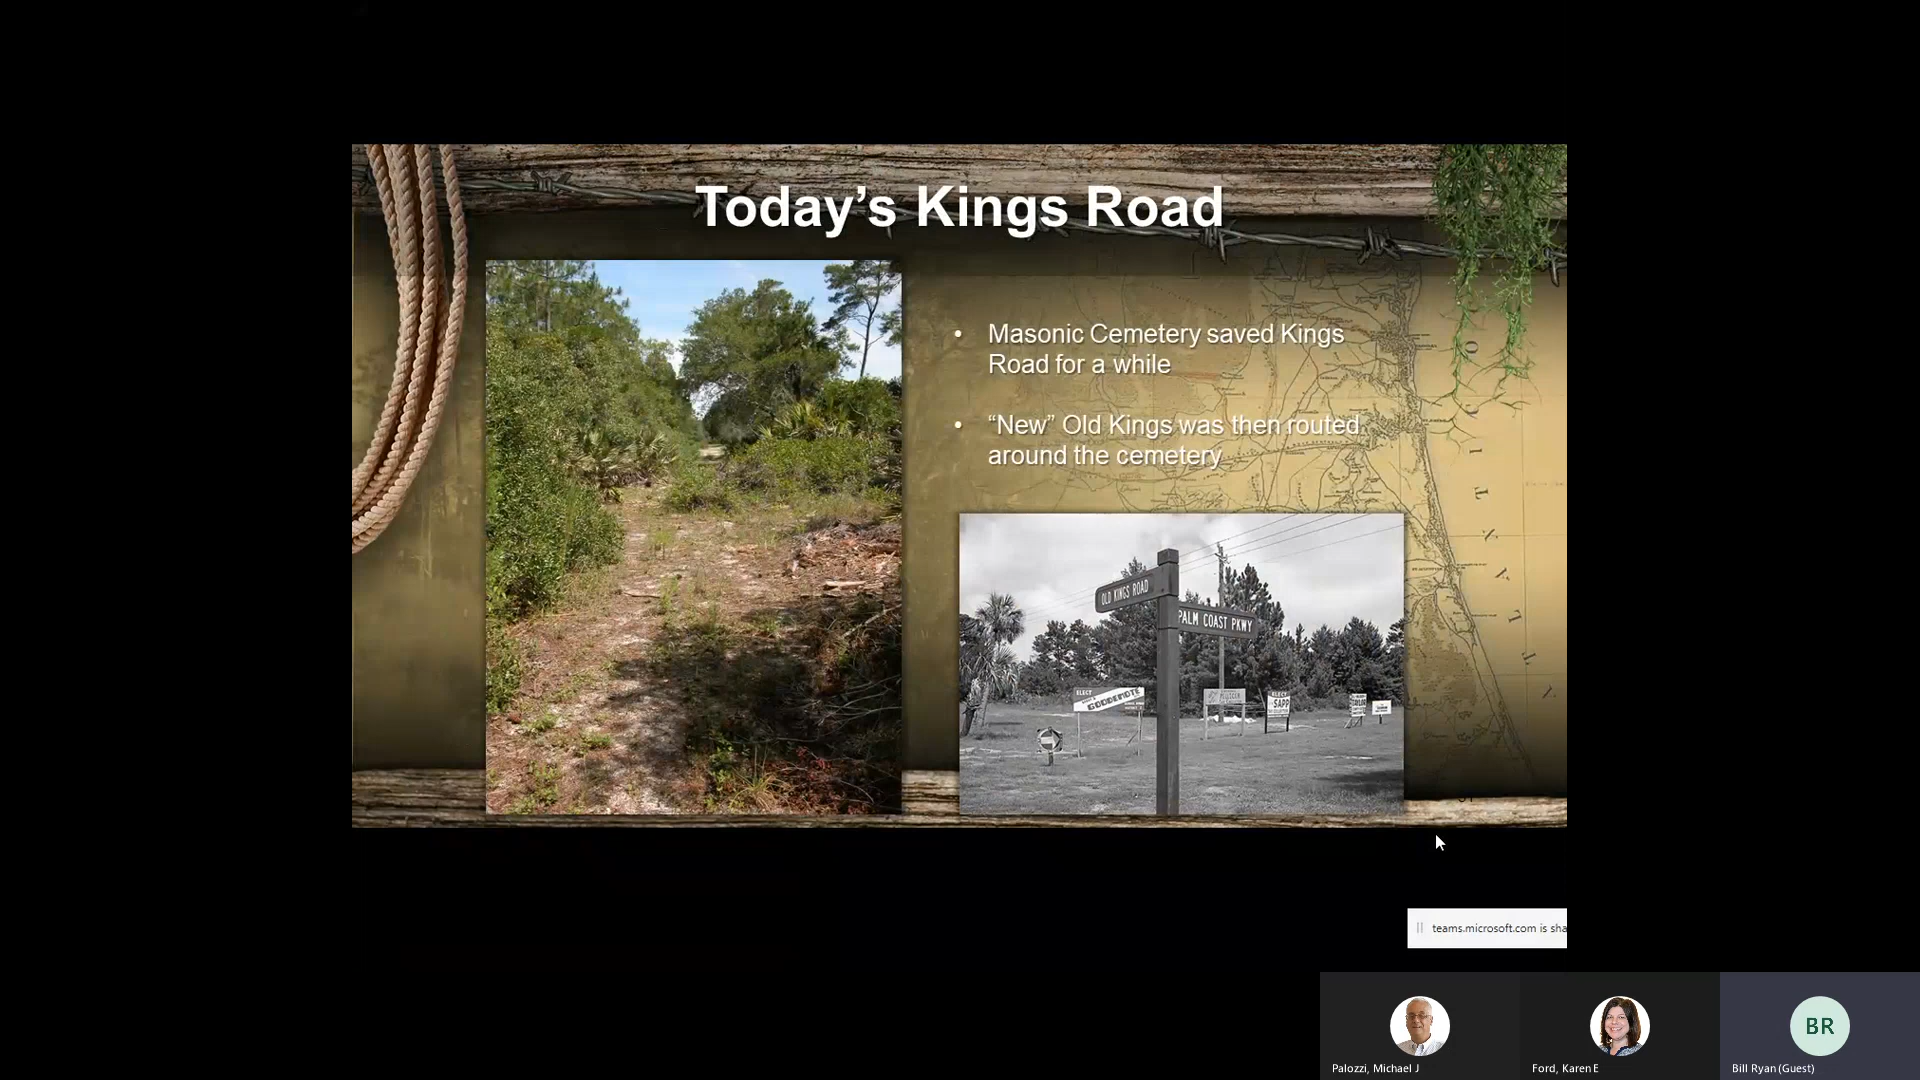 Today’s Kings Road
• Masonic Cemetery saved Kings
Road for a while
• “New” Old Kings was then routed
around the cemetery
OLD KINGS ROAD
PALM COAST PKWY
ELECT
GODDEMOTE
ELECT
SAPP
teams.microsoft.com is sha
Palozzi, Michael J
Ford, Karen E
BR
Bill Ryan (Guest)